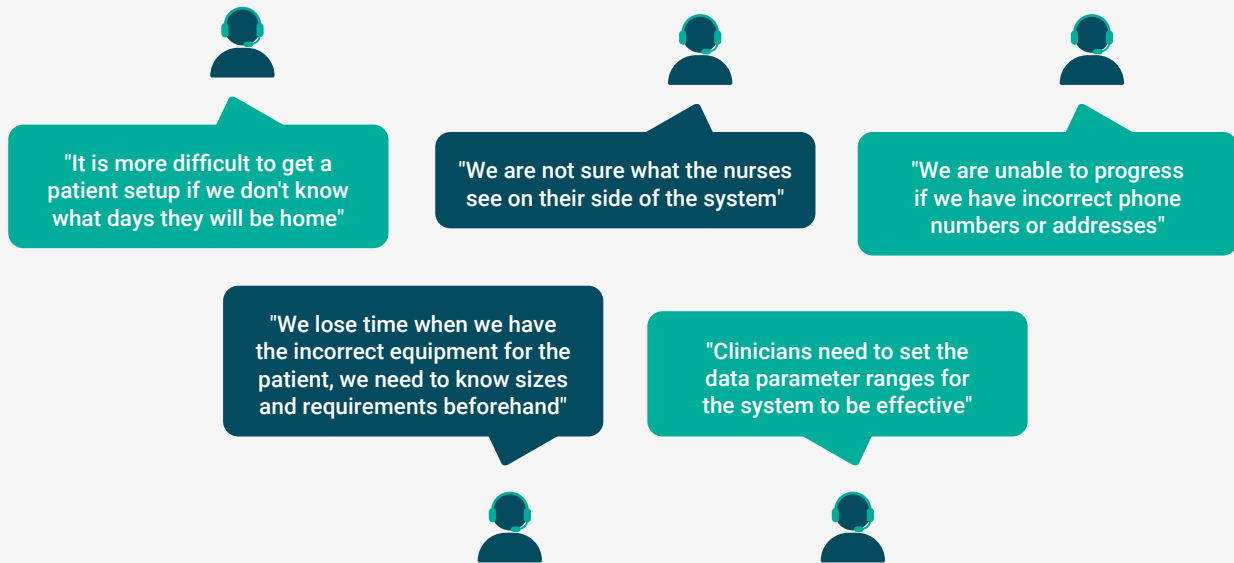 "It is more difficult to get a
patient setup if we don't know
what days they will be home"
"We are not sure what the nurses
see on their side of the system"
"We are unable to progress
if we have incorrect phone
numbers or addresses"
"We lose time when we have
the incorrect equipment for the
patient, we need to know sizes
and requirements beforehand"
"Clinicians need to set the
data parameter ranges for
the system to be effective"